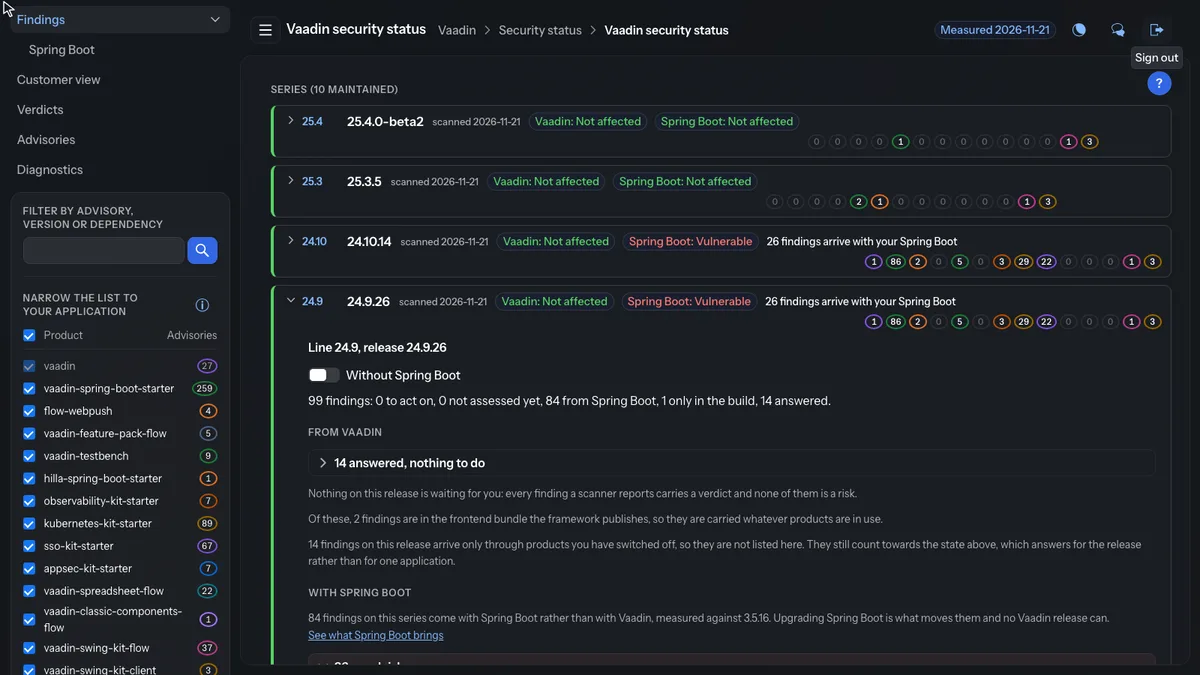 Findings
Spring Boot
Customer view
Verdicts
Advisories
Diagnostics
FILTER BY ADVISORY,
VERSION OR DEPENDENCY
NARROW THE LIST TO
YOUR APPLICATION
Product Advisories
vaadin 27
vaadin-spring-boot-starter 259
flow-webpush 4
vaadin-feature-pack-flow 5
vaadin-testbench 9
hilla-spring-boot-starter 1
observability-kit-starter 7
kubernetes-kit-starter 89
sso-kit-starter 67
appsec-kit-starter 7
vaadin-spreadsheet-flow 22
vaadin-classic-components-
flow 1
vaadin-swing-kit-flow 37
vaadin-swing-kit-client 3
Vaadin security status Vaadin > Security status > Vaadin security status
Measured 2026-11-21
Sign out
?
SERIES (10 MAINTAINED)
25.4 25.4.0-beta2 scanned 2026-11-21 Vaadin: Not affected Spring Boot: Not affected
0 0 0 0 1 0 0 0 0 0 0 0 1 3
25.3 25.3.5 scanned 2026-11-21 Vaadin: Not affected Spring Boot: Not affected
0 0 0 0 2 1 0 0 0 0 0 0 1 3
24.10 24.10.14 scanned 2026-11-21 Vaadin: Not affected Spring Boot: Vulnerable 26 findings arrive with your Spring Boot
1 86 2 0 5 0 3 29 22 0 0 0 1 3
24.9 24.9.26 scanned 2026-11-21 Vaadin: Not affected Spring Boot: Vulnerable 26 findings arrive with your Spring Boot
1 86 2 0 5 0 3 29 22 0 0 0 1 3
Line 24.9, release 24.9.26
Without Spring Boot
99 findings: 0 to act on, 0 not assessed yet, 84 from Spring Boot, 1 only in the build, 14 answered.
FROM VAADIN
14 answered, nothing to do
Nothing on this release is waiting for you: every finding a scanner reports carries a verdict and none of them is a risk.
Of these, 2 findings are in the frontend bundle the framework publishes, so they are carried whatever products are in use.
14 findings on this release arrive only through products you have switched off, so they are not listed here. They still count towards the state above, which answers for the release
rather than for one application.
WITH SPRING BOOT
84 findings on this series come with Spring Boot rather than with Vaadin, measured against 3.5.16. Upgrading Spring Boot is what moves them and no Vaadin release can.
See what Spring Boot brings